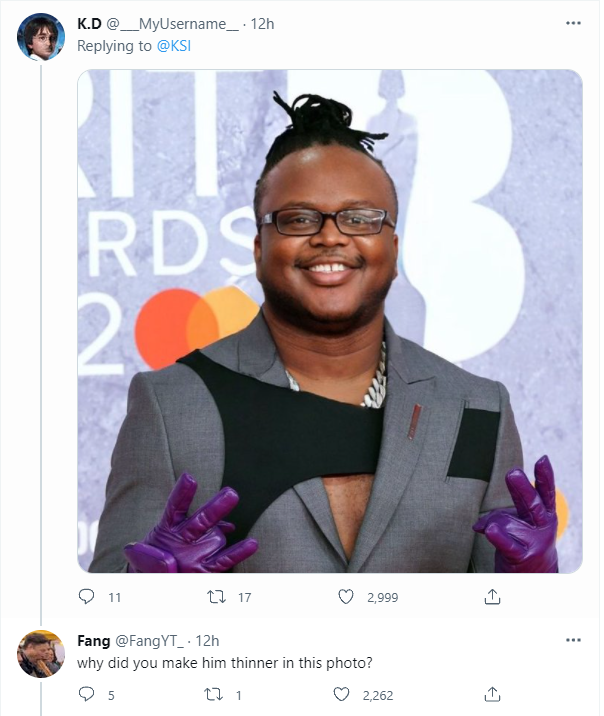 K.D @___MyUsername__ · 12h
Replying to @KSI
RIT
RDS
2
11 17 2,999
Fang @FangYT_ · 12h
why did you make him thinner in this photo?
5 1 2,262